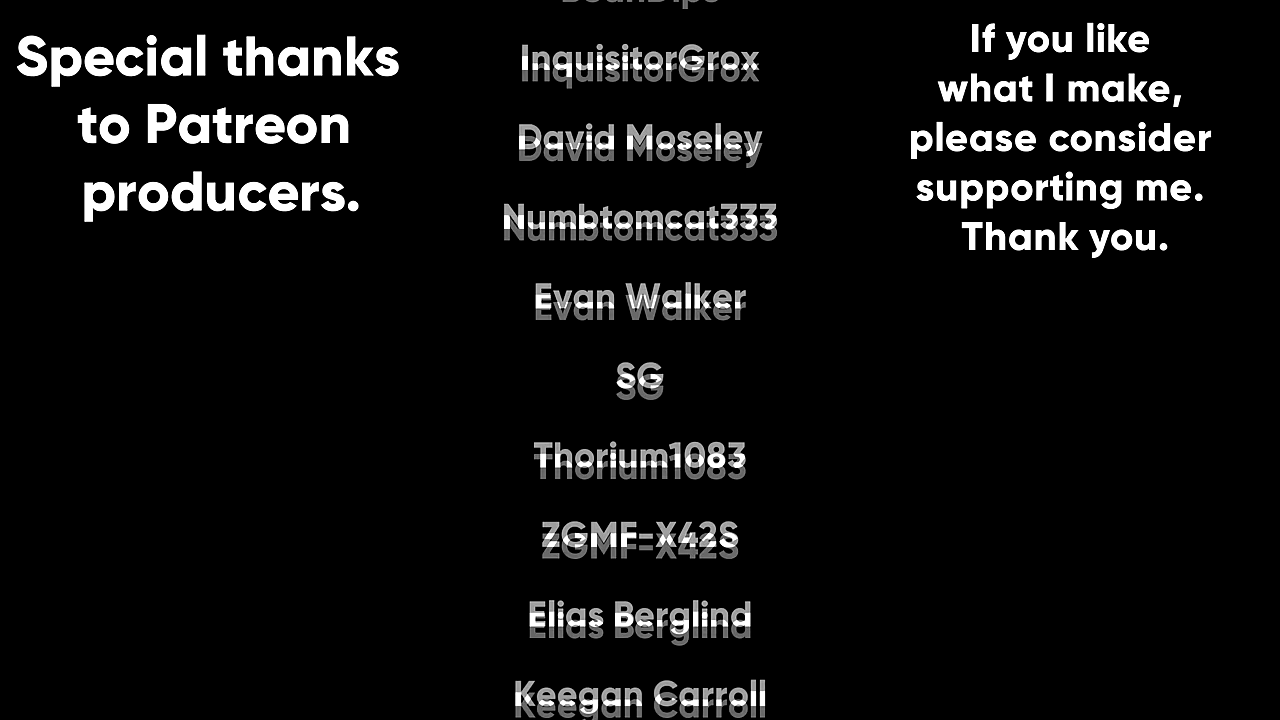 Special thanks
to Patreon
producers.
InquisitorGrox
David Moseley
Numbtomcat333
Evan Walker
SG
Thorium1083
ZGMF-X42S
Elias Berglind
Keegan Carroll
If you like
what I make,
please consider
supporting me.
Thank you.